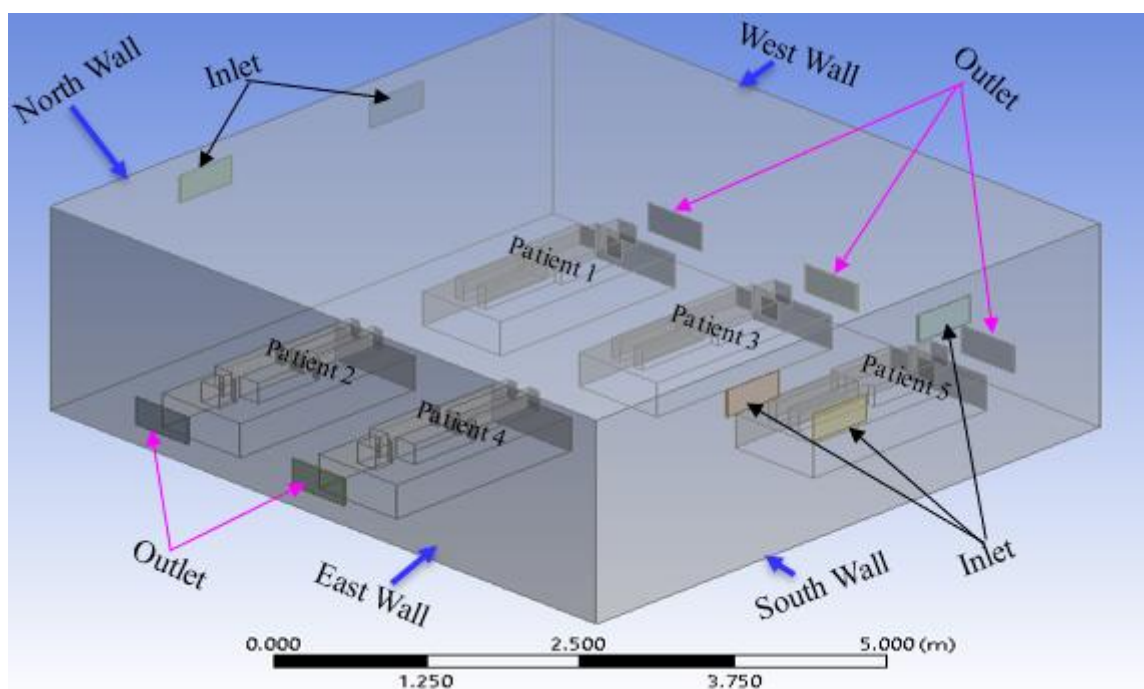 North Wall
Inlet
West Wall
Outlet
Patient 1
Patient 3
Patient 2
Patient 5
Patient 4
Outlet
East Wall
South Wall
Inlet
0.000
2.500
5.000 (m)
1.250
3.750